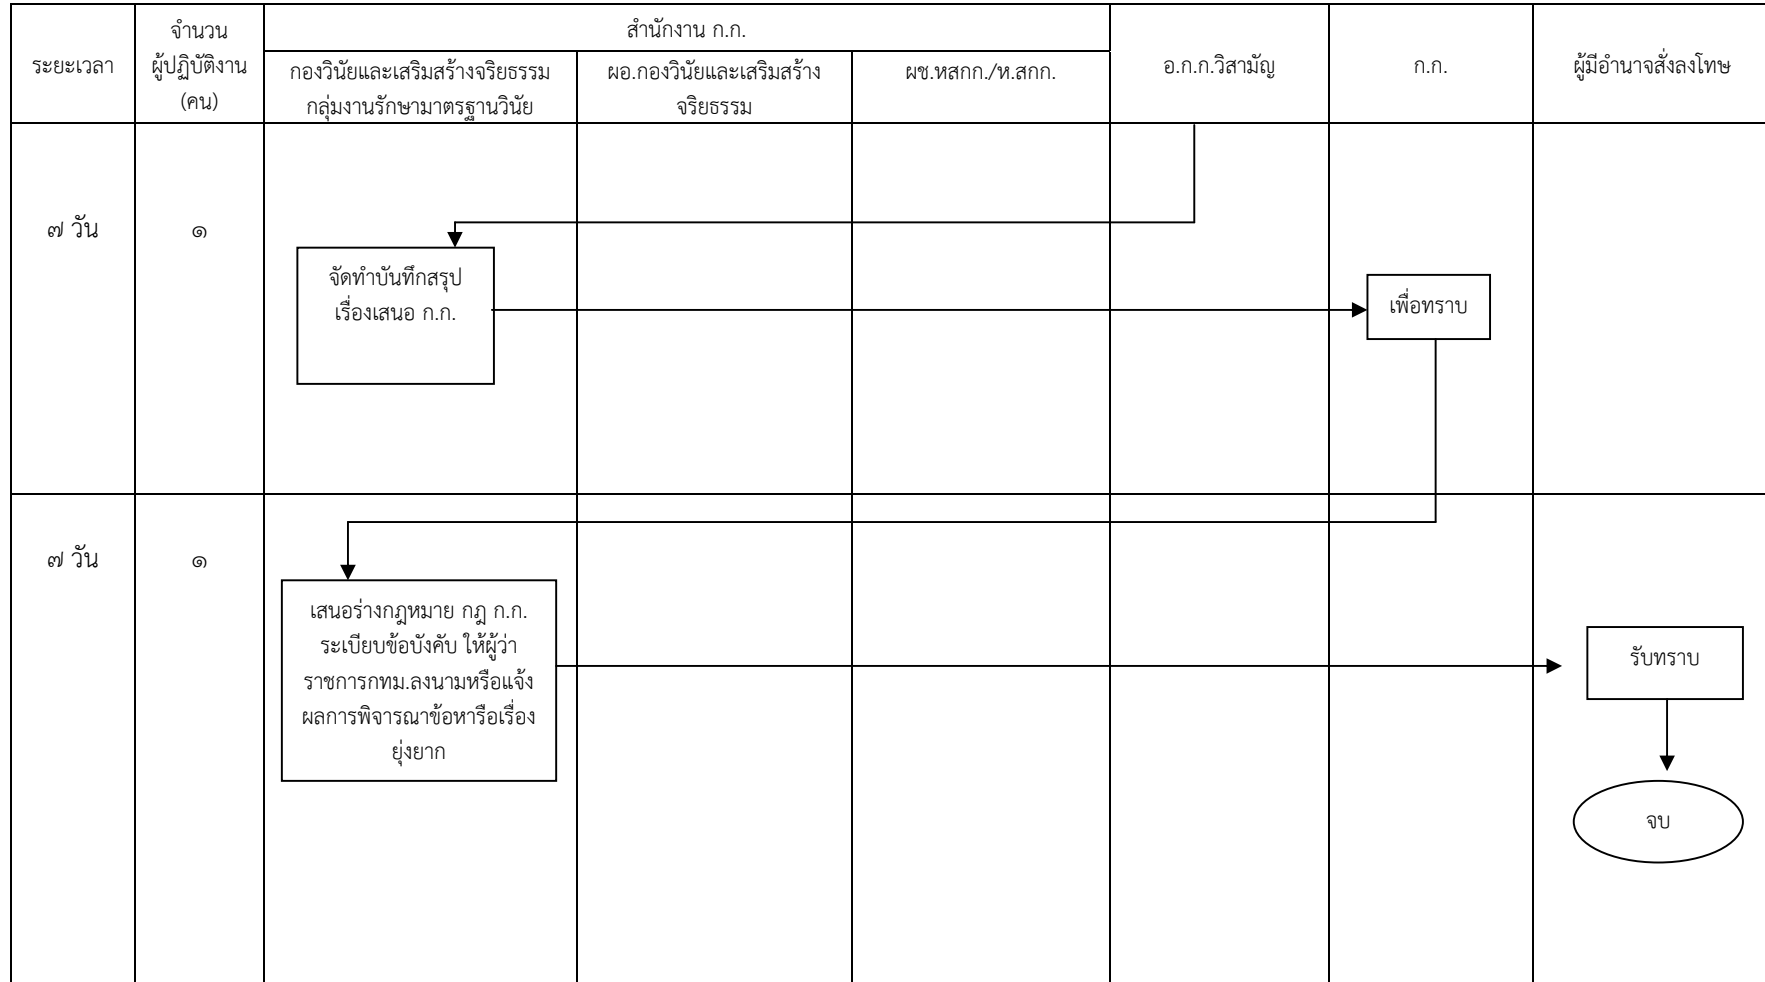 ระยะเวลา
จำนวน
ผู้ปฏิบัติงาน
(คน)
สำนักงาน ก.ก.
กองวินัยและเสริมสร้างจริยธรรม
กลุ่มงานรักษามาตรฐานวินัย
ผอ.กองวินัยและเสริมสร้าง
จริยธรรม
ผช.หสกก./ห.สกก.
อ.ก.ก.วิสามัญ
ก.ก.
ผู้มีอำนาจสั่งลงโทษ
๗ วัน
๑
จัดทำบันทึกสรุป
เรื่องเสนอ ก.ก.
เพื่อทราบ
๗ วัน
๑
เสนอร่างกฎหมาย กฎ ก.ก.
ระเบียบข้อบังคับ ให้ผู้ว่า
ราชการกทม.ลงนามหรือแจ้ง
ผลการพิจารณาข้อหารือเรื่อง
ยุ่งยาก
รับทราบ
จบ